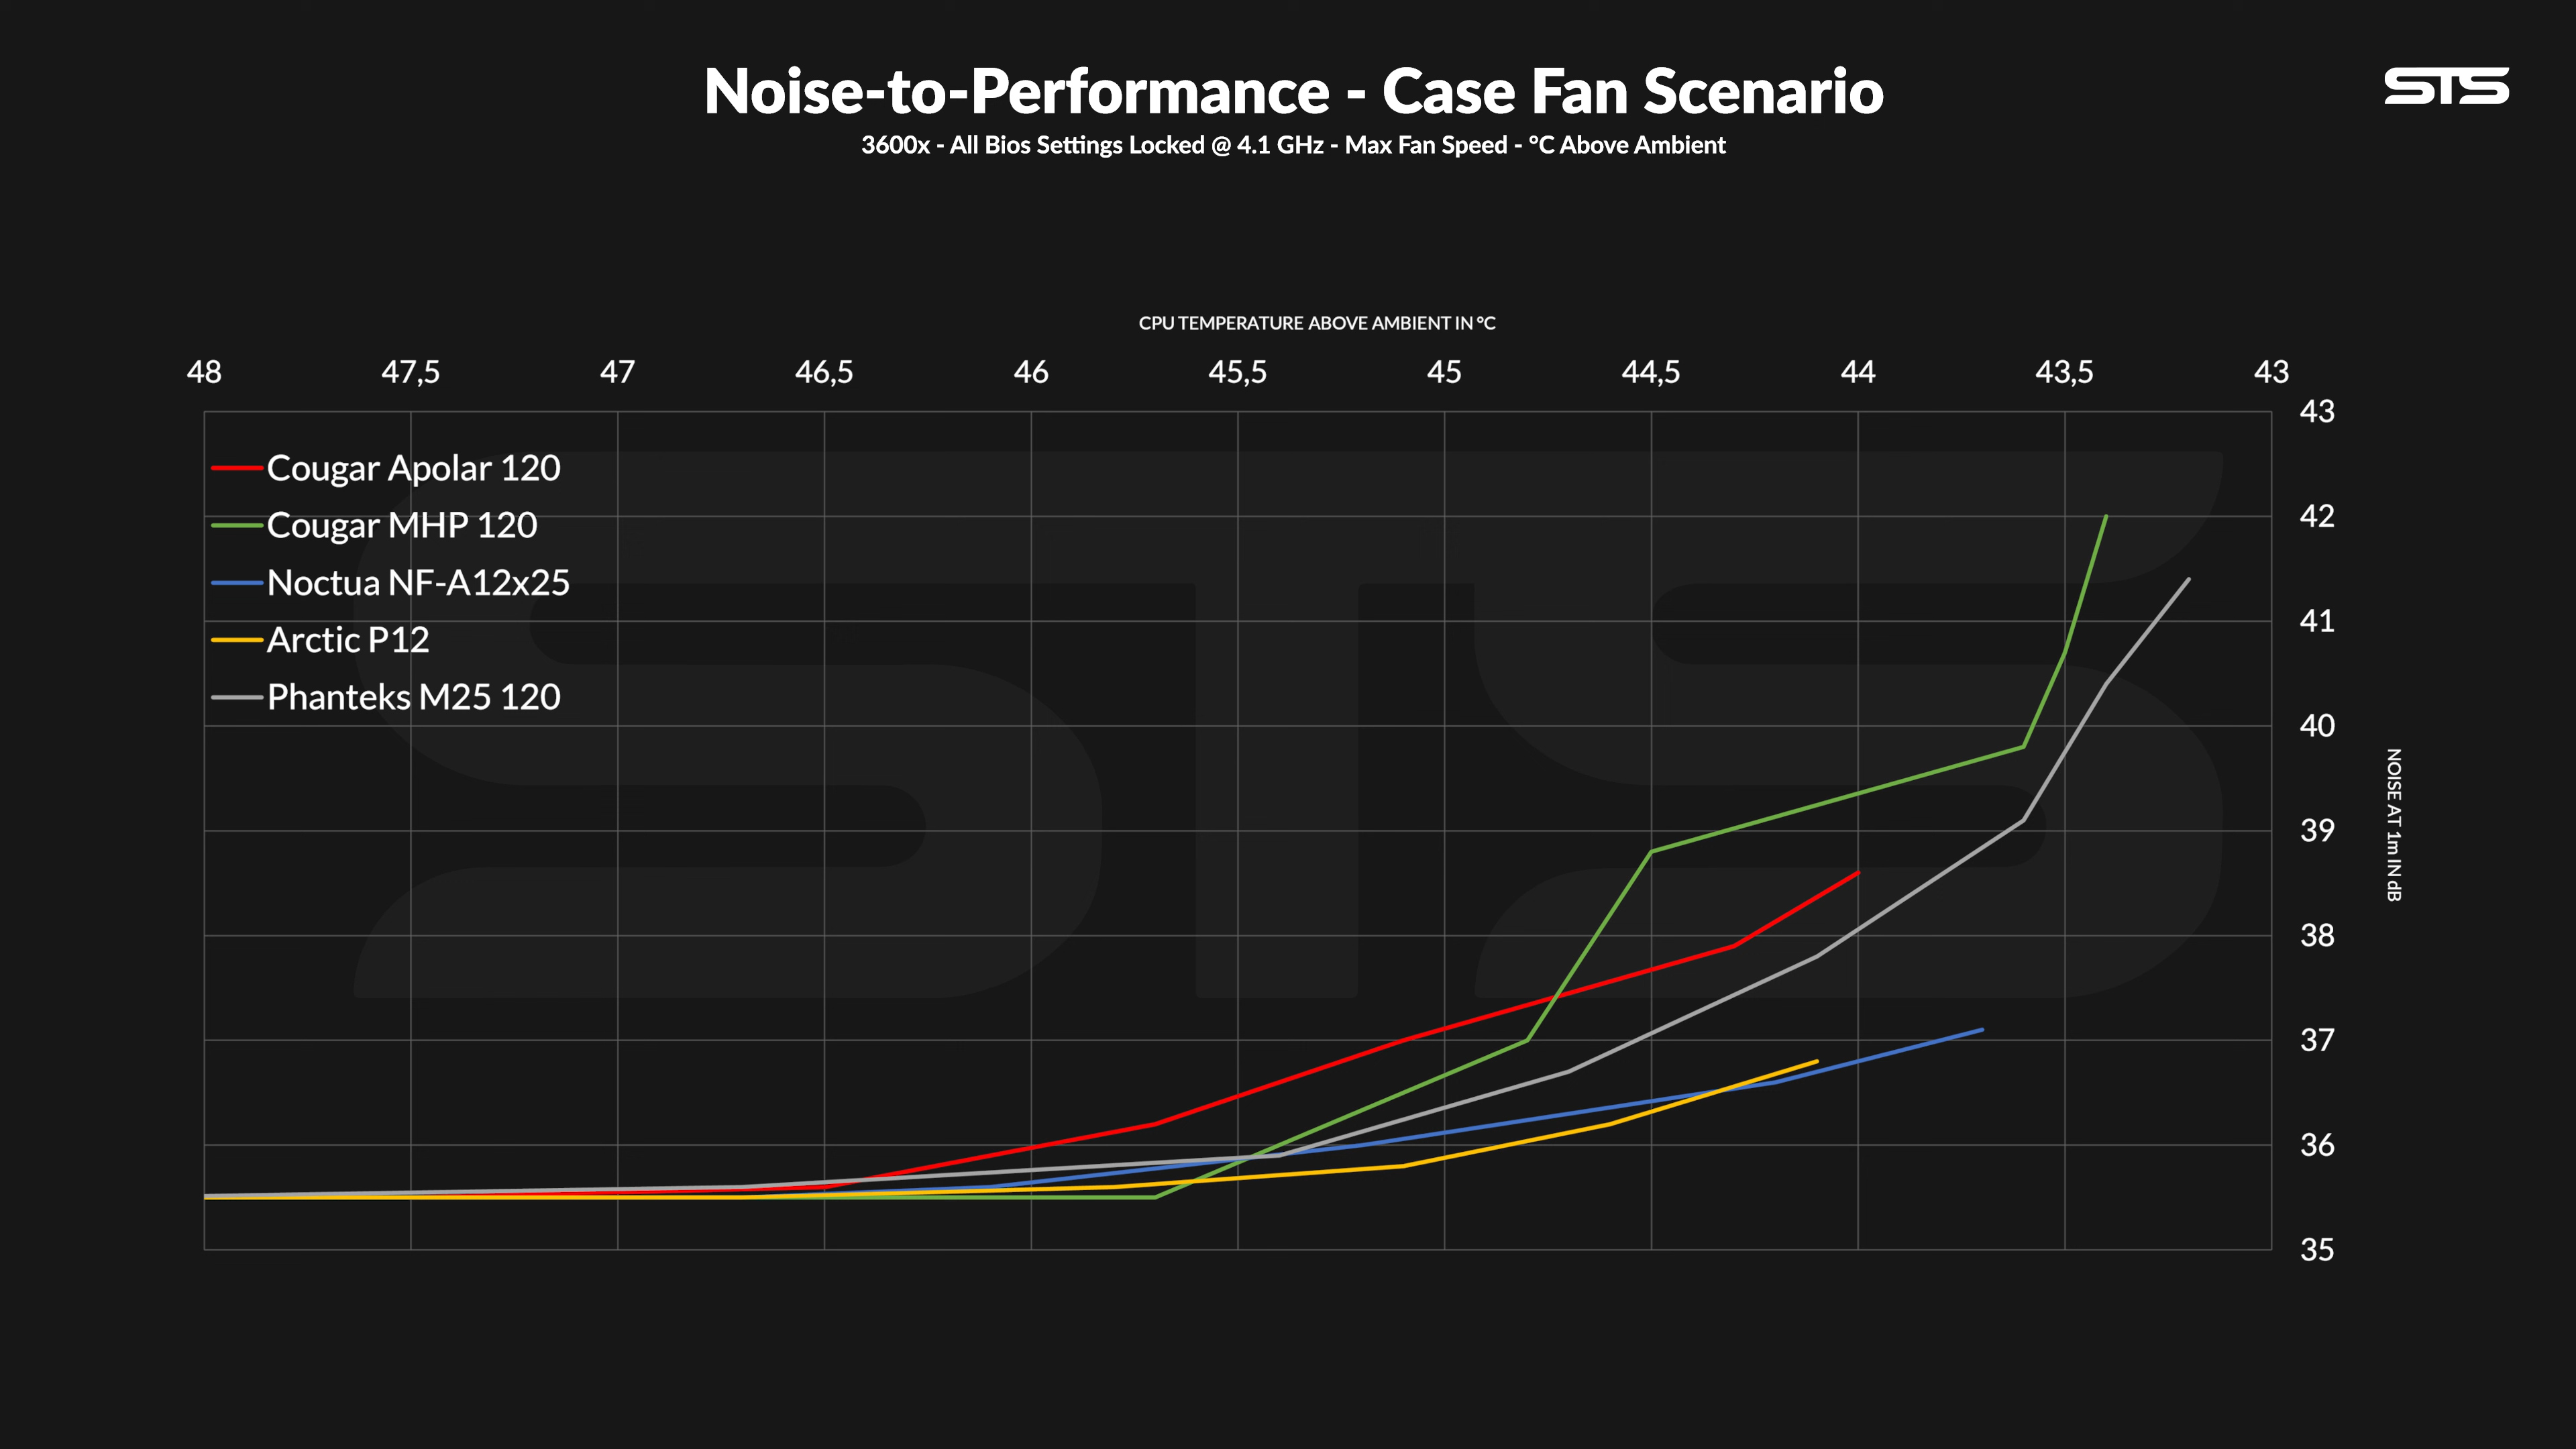 Noise-to-Performance - Case Fan Scenario
STS
3600x - All Bios Settings Locked @ 4.1 GHz - Max Fan Speed - °C Above Ambient
CPU TEMPERATURE ABOVE AMBIENT IN °C
48 47,5 47 46,5 46 45,5 45 44,5 44 43,5 43
Cougar Apolar 120
Cougar MHP 120
Noctua NF-A12x25
Arctic P12
Phanteks M25 120
43
42
41
40
39
38
37
36
35
NOISE AT 1m IN dB
STS